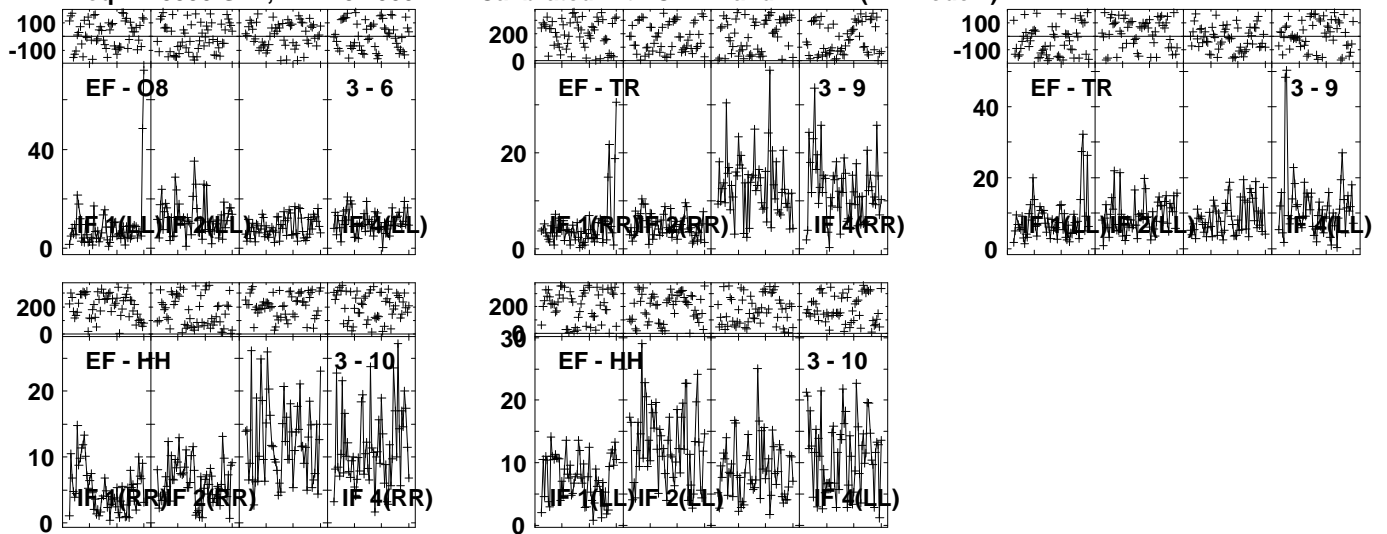 100
-100
EF - O8 3 - 6
40
20
0
IF 1(LL) IF 2(LL) IF 4(LL)
200
0
EF - TR 3 - 9
20
0
IF 1(RR) IF 2(RR) IF 4(RR)
100
-100
EF - TR 3 - 9
40
20
0
IF 1(LL) IF 2(LL) IF 4(LL)
200
0
EF - HH 3 - 10
20
10
0
IF 1(RR) IF 2(RR) IF 4(RR)
200
0
30
EF - HH 3 - 10
20
10
0
IF 1(LL) IF 2(LL) IF 4(LL)